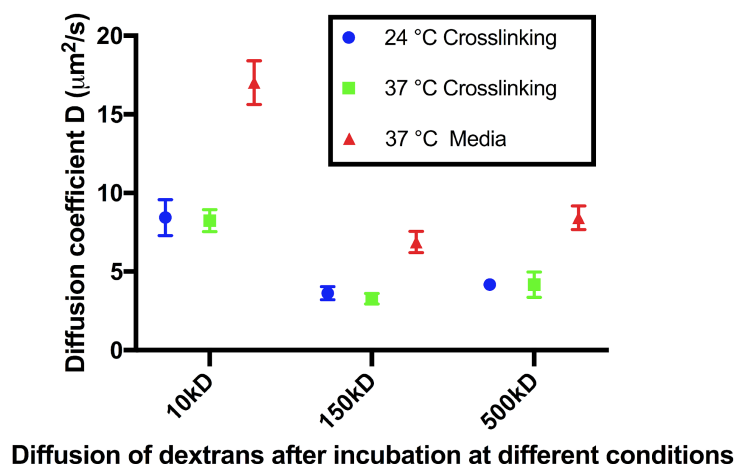 Diffusion coefficient D (μm²/s)
20
15
10
5
0
24 °C Crosslinking
37 °C Crosslinking
37 °C  Media
10kD
150kD
500kD
Diffusion of dextrans after incubation at different conditions